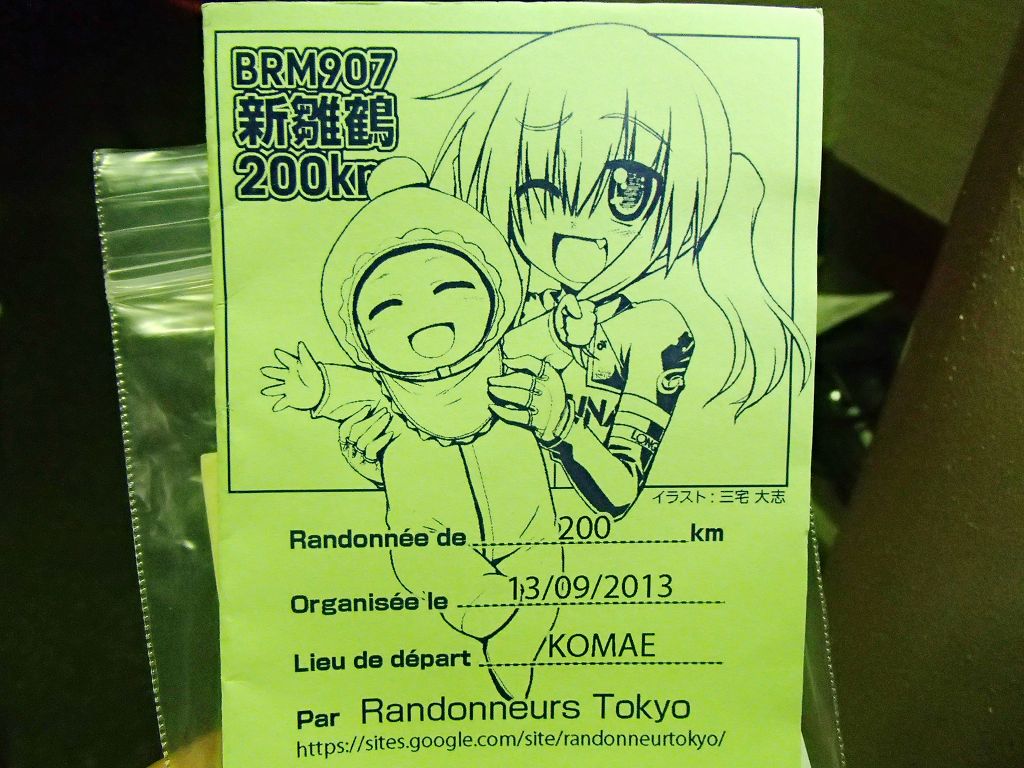 BRM907
新雛鶴
200km
イラスト：三宅 大志
Randonnée de 200 km
Organisée le 13/09/2013
Lieu de départ KOMAE
Par Randonneurs Tokyo
https://sites.google.com/site/randonneurtokyo/